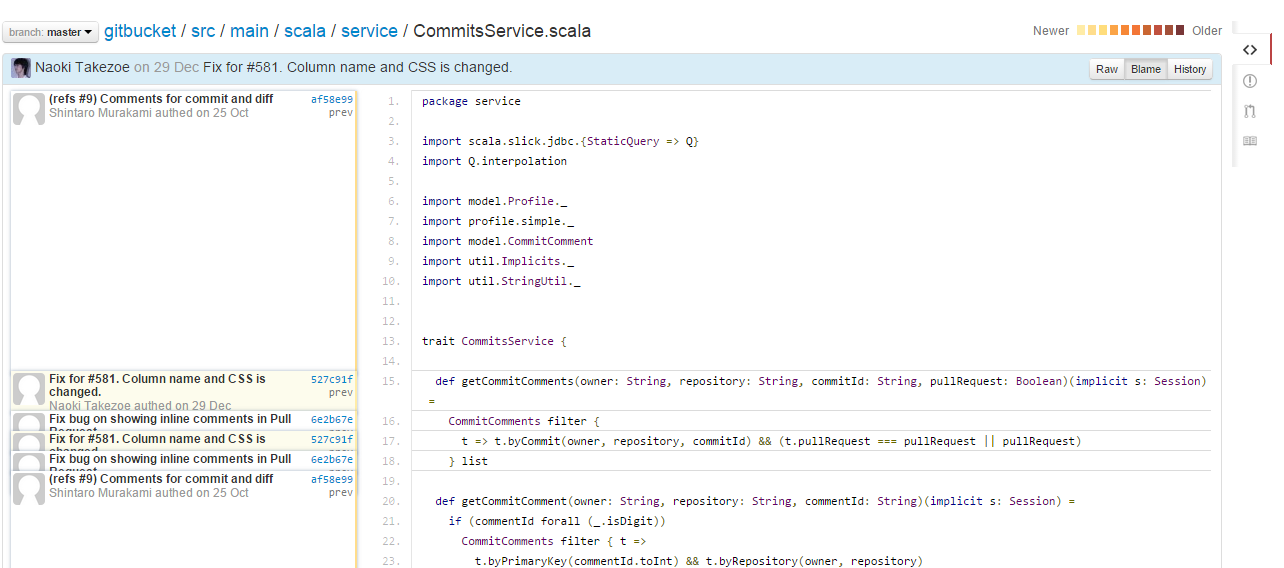 branch: master gitbucket / src / main / scala / service / CommitsService.scala Newer Older
Naoki Takezoe on 29 Dec Fix for #581. Column name and CSS is changed. Raw Blame History
(refs #9) Comments for commit and diff af58e99
Shintaro Murakami authed on 25 Oct prev
1. package service
2.
3. import scala.slick.jdbc.{StaticQuery => Q}
4. import Q.interpolation
5.
6. import model.Profile._
7. import profile.simple._
8. import model.CommitComment
9. import util.Implicits._
10. import util.StringUtil._
11.
12.
13. trait CommitsService {
14.
Fix for #581. Column name and CSS is 527c91f
changed. prev
Naoki Takezoe authed on 29 Dec
15. def getCommitComments(owner: String, repository: String, commitId: String, pullRequest: Boolean)(implicit s: Session)
=
Fix bug on showing inline comments in Pull 6e2b67e
Request
16. CommitComments filter {
Fix for #581. Column name and CSS is 527c91f
changed.
17. t => t.byCommit(owner, repository, commitId) && (t.pullRequest === pullRequest || pullRequest)
Fix bug on showing inline comments in Pull 6e2b67e
Request
18. } list
(refs #9) Comments for commit and diff af58e99
Shintaro Murakami authed on 25 Oct prev
19.
20. def getCommitComment(owner: String, repository: String, commentId: String)(implicit s: Session) =
21. if (commentId forall (_.isDigit))
22. CommitComments filter { t =>
23. t.byPrimaryKey(commentId.toInt) && t.byRepository(owner, repository)